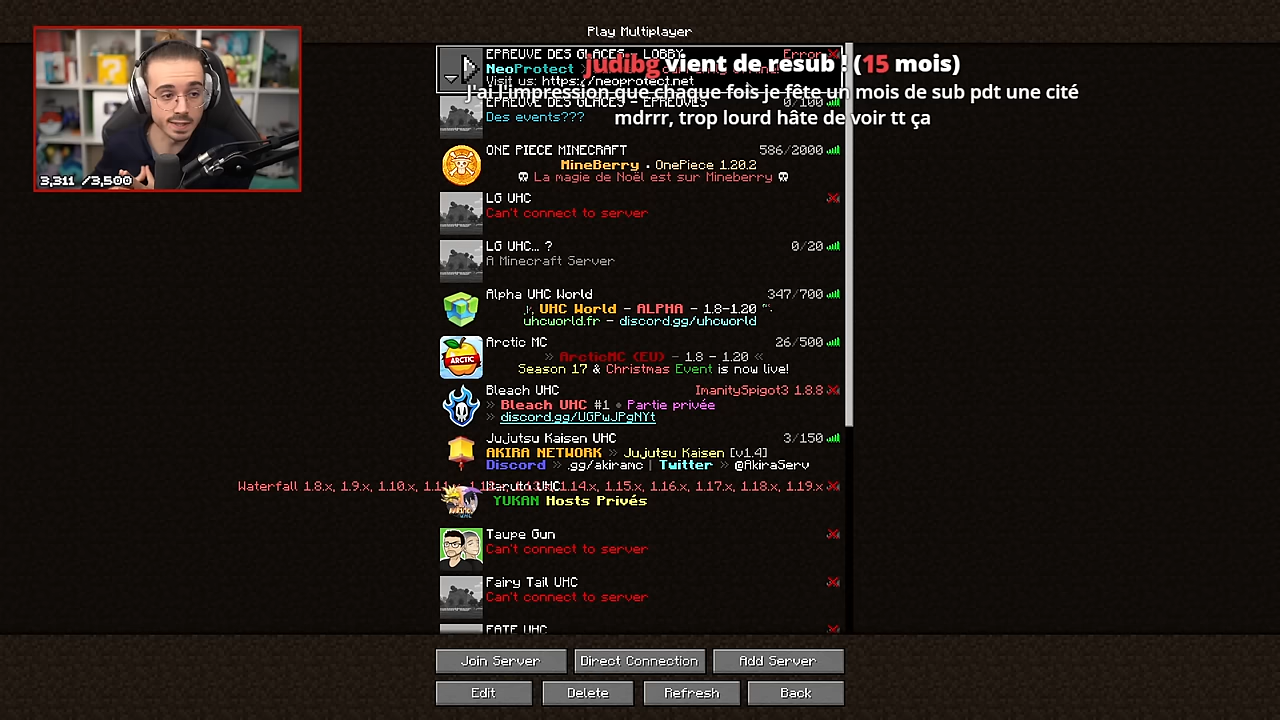 Play Multiplayer
3,311 /3,500
judibg vient de resub ! (15 mois)
J'ai l'impression que chaque fois je fête un mois de sub pdt une cité
mdrrr, trop lourd hâte de voir tt ça
EPREUVE DES GLACES - LOBBY Error
NeoProtect »
Visit us: https://neoprotect.net
EPREUVE DES GLACES - EPREUVES 0/100
Des events???
ONE PIECE MINECRAFT 586/2000
MineBerry • OnePiece 1.20.2
La magie de Noël est sur Mineberry
LG UHC
Can't connect to server
LG UHC... ? 0/20
A Minecraft Server
Alpha UHC World 347/700
UHC World - ALPHA - 1.8-1.20
uhcworld.fr - discord.gg/uhcworld
Arctic MC 26/500
ARCTIC
» ArcticMC (EU) - 1.8 - 1.20 «
Season 17 & Christmas Event is now live!
Bleach UHC ImanitySpigot3 1.8.8
» Bleach UHC #1 • Partie privée
» discord.gg/UGPwJPgNYt
Jujutsu Kaisen UHC 3/150
AKIRA NETWORK » Jujutsu Kaisen [v1.4]
Discord » .gg/akiramc | Twitter » @AkiraServ
Naruto UHC
Waterfall 1.8.x, 1.9.x, 1.10.x, 1.14.x, 1.15.x, 1.16.x, 1.17.x, 1.18.x, 1.19.x
YUKAN Hosts Privés
Taupe Gun
Can't connect to server
Fairy Tail UHC
Can't connect to server
FATE UHC
Join Server Direct Connection Add Server
Edit Delete Refresh Back